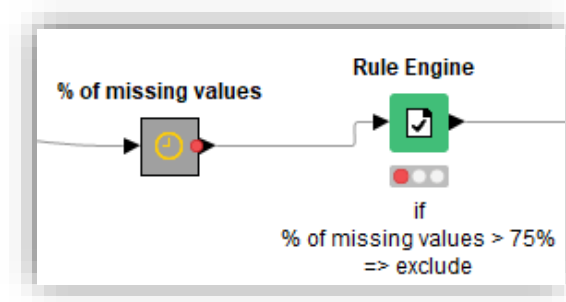 Rule Engine
% of missing values
if
% of missing values > 75%
=> exclude